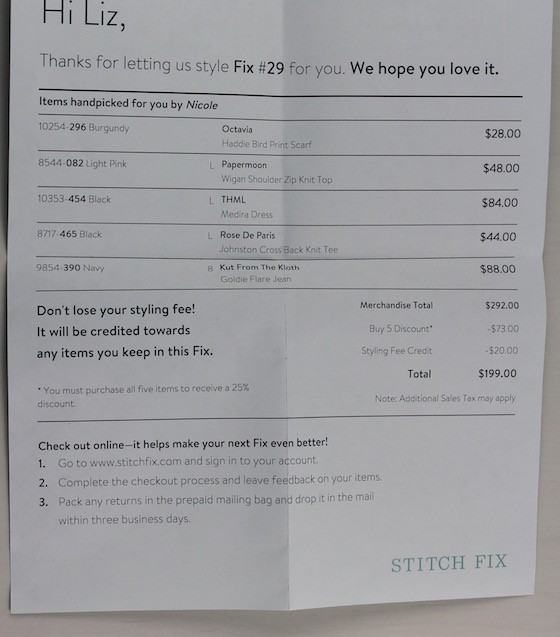 Hi Liz,
Thanks for letting us style Fix #29 for you. We hope you love it.
Items handpicked for you by Nicole
10254-296 Burgundy Octavia $28.00
Haddie Bird Print Scarf
8544-082 Light Pink L Papermoon $48.00
Wigan Shoulder Zip Knit Top
10353-454 Black L THML $84.00
Medira Dress
8717-465 Black L Rose De Paris $44.00
Johnston Cross Back Knit Tee
9854-390 Navy 8 Kut From The Kloth $88.00
Goldie Flare Jean
Don't lose your styling fee!
It will be credited towards
any items you keep in this Fix.
* You must purchase all five items to receive a 25%
discount.
Merchandise Total $292.00
Buy 5 Discount* -$73.00
Styling Fee Credit -$20.00
Total $199.00
Note: Additional Sales Tax may apply
Check out online—it helps make your next Fix even better!
1. Go to www.stitchfix.com and sign in to your account.
2. Complete the checkout process and leave feedback on your items.
3. Pack any returns in the prepaid mailing bag and drop it in the mail
within three business days.
STITCH FIX